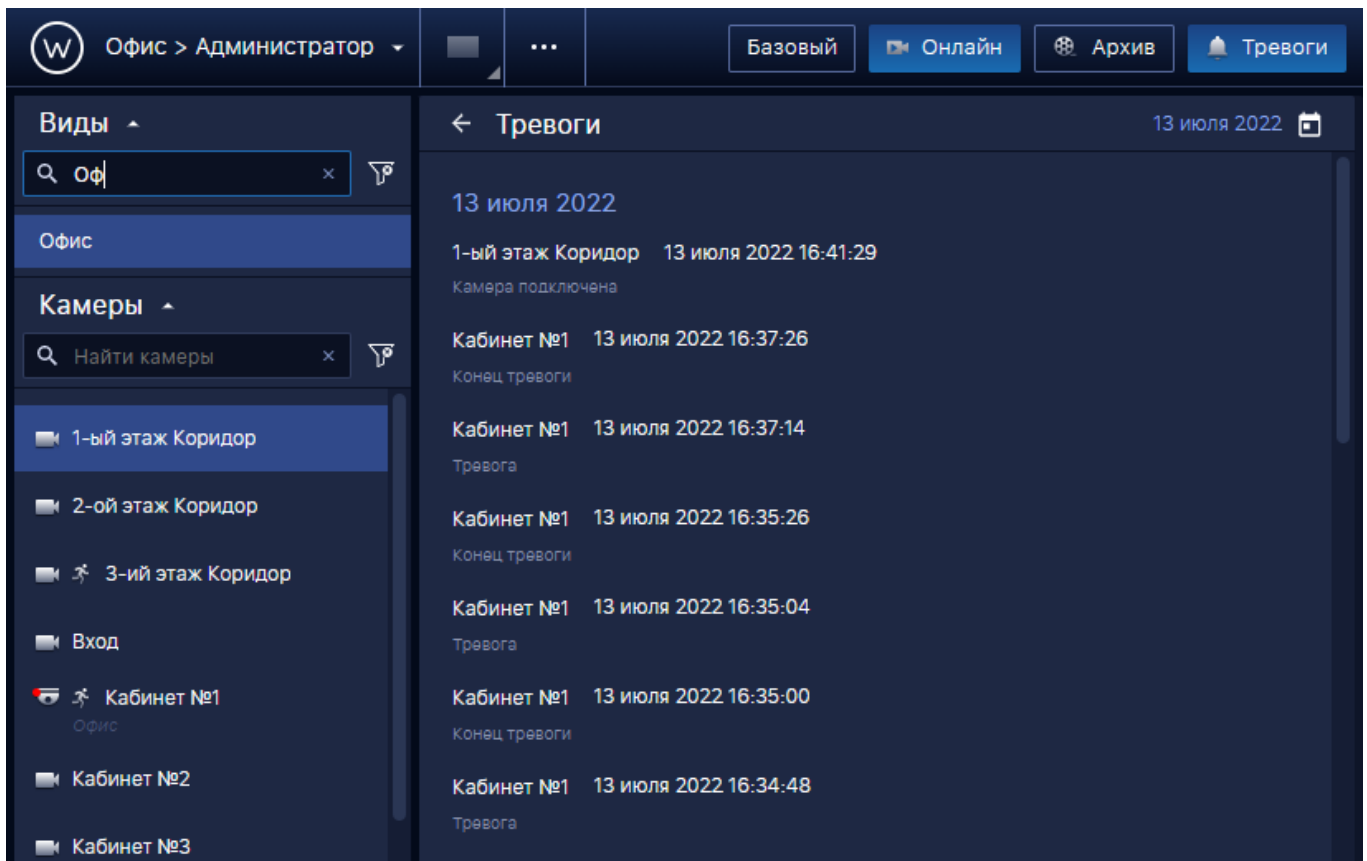 W Офис > Администратор
...
Базовый Онлайн Архив Тревоги
Виды
Оф
Офис
Камеры
Найти камеры
1-ый этаж Коридор
2-ой этаж Коридор
3-ий этаж Коридор
Вход
Кабинет №1
Офис
Кабинет №2
Кабинет №3
Тревоги 13 июля 2022
13 июля 2022
1-ый этаж Коридор 13 июля 2022 16:41:29
Камера подключена
Кабинет №1 13 июля 2022 16:37:26
Конец тревоги
Кабинет №1 13 июля 2022 16:37:14
Тревога
Кабинет №1 13 июля 2022 16:35:26
Конец тревоги
Кабинет №1 13 июля 2022 16:35:04
Тревога
Кабинет №1 13 июля 2022 16:35:00
Конец тревоги
Кабинет №1 13 июля 2022 16:34:48
Тревога